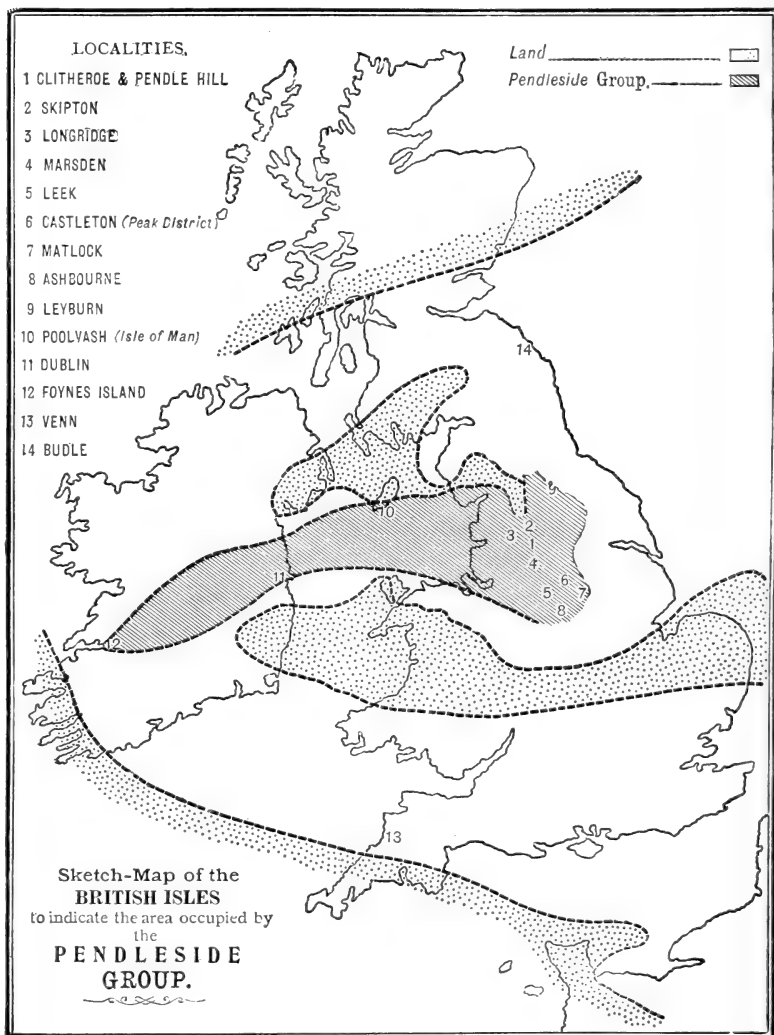 LOCALITIES.
1 CLITHEROE & PENDLE HILL
2 SKIPTON
3 LONGRIDGE
4 MARSDEN
5 LEEK
6 CASTLETON (Peak District)
7 MATLOCK
8 ASHBOURNE
9 LEYBURN
10 POOLVASH (Isle of Man)
11 DUBLIN
12 FOYNES ISLAND
13 VENN
14 BUDLE
Land
Pendleside Group.
14
9
10
2
3
1
4
11
6
5
7
8
12
13
Sketch-Map of the
BRITISH ISLES
to indicate the area occupied by
the
PENDLESIDE
GROUP.